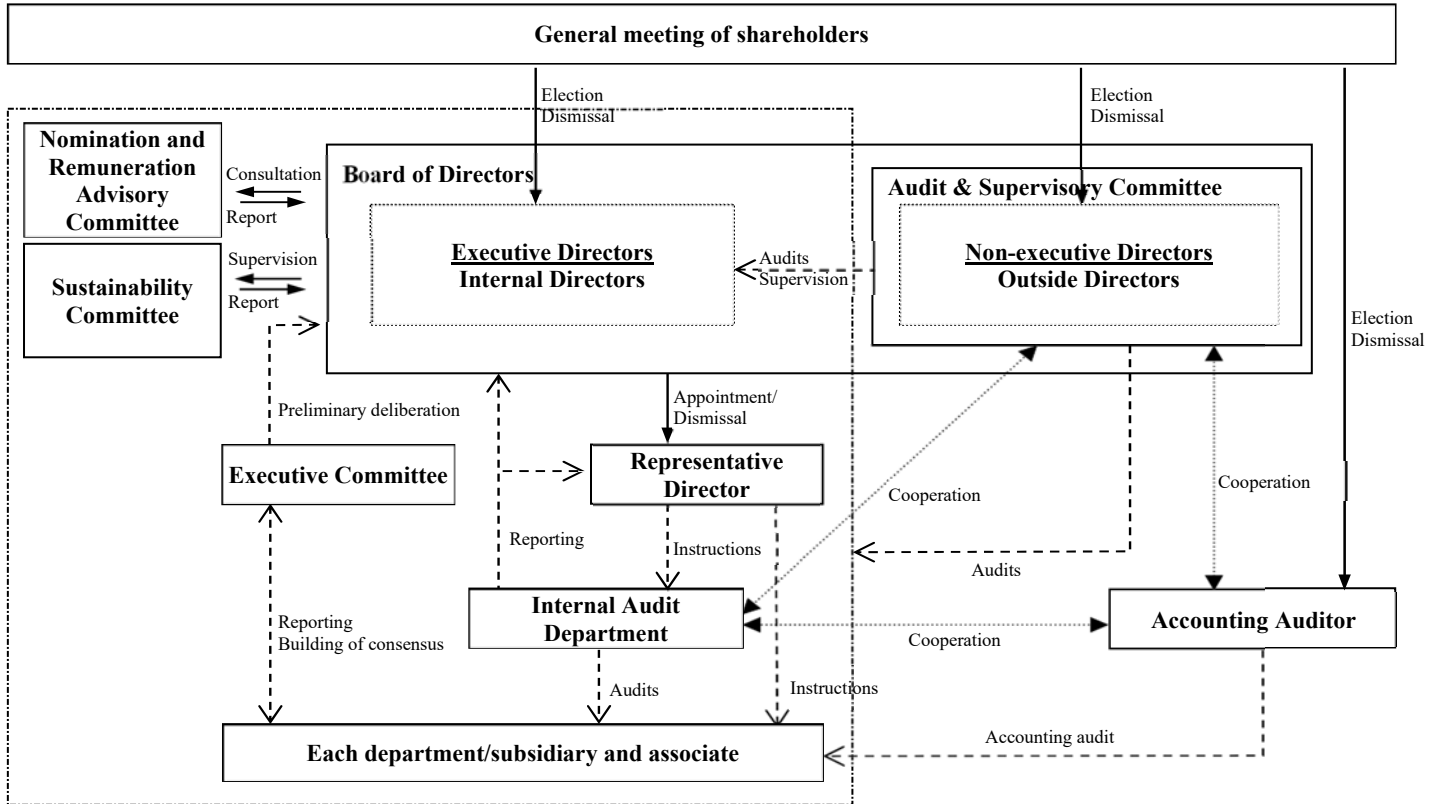 General meeting of shareholders
Election
Dismissal
Election
Dismissal
Nomination and
Remuneration
Advisory
Committee
Consultation
Report
Board of Directors
Audit & Supervisory Committee
Executive Directors
Internal Directors
Audits
Supervision
Non-executive Directors
Outside Directors
Sustainability
Committee
Supervision
Report
Election
Dismissal
Preliminary deliberation
Appointment/
Dismissal
Executive Committee
Representative
Director
Cooperation
Cooperation
Reporting
Instructions
Audits
Internal Audit
Department
Accounting Auditor
Reporting
Building of consensus
Cooperation
Audits
Instructions
Accounting audit
Each department/subsidiary and associate